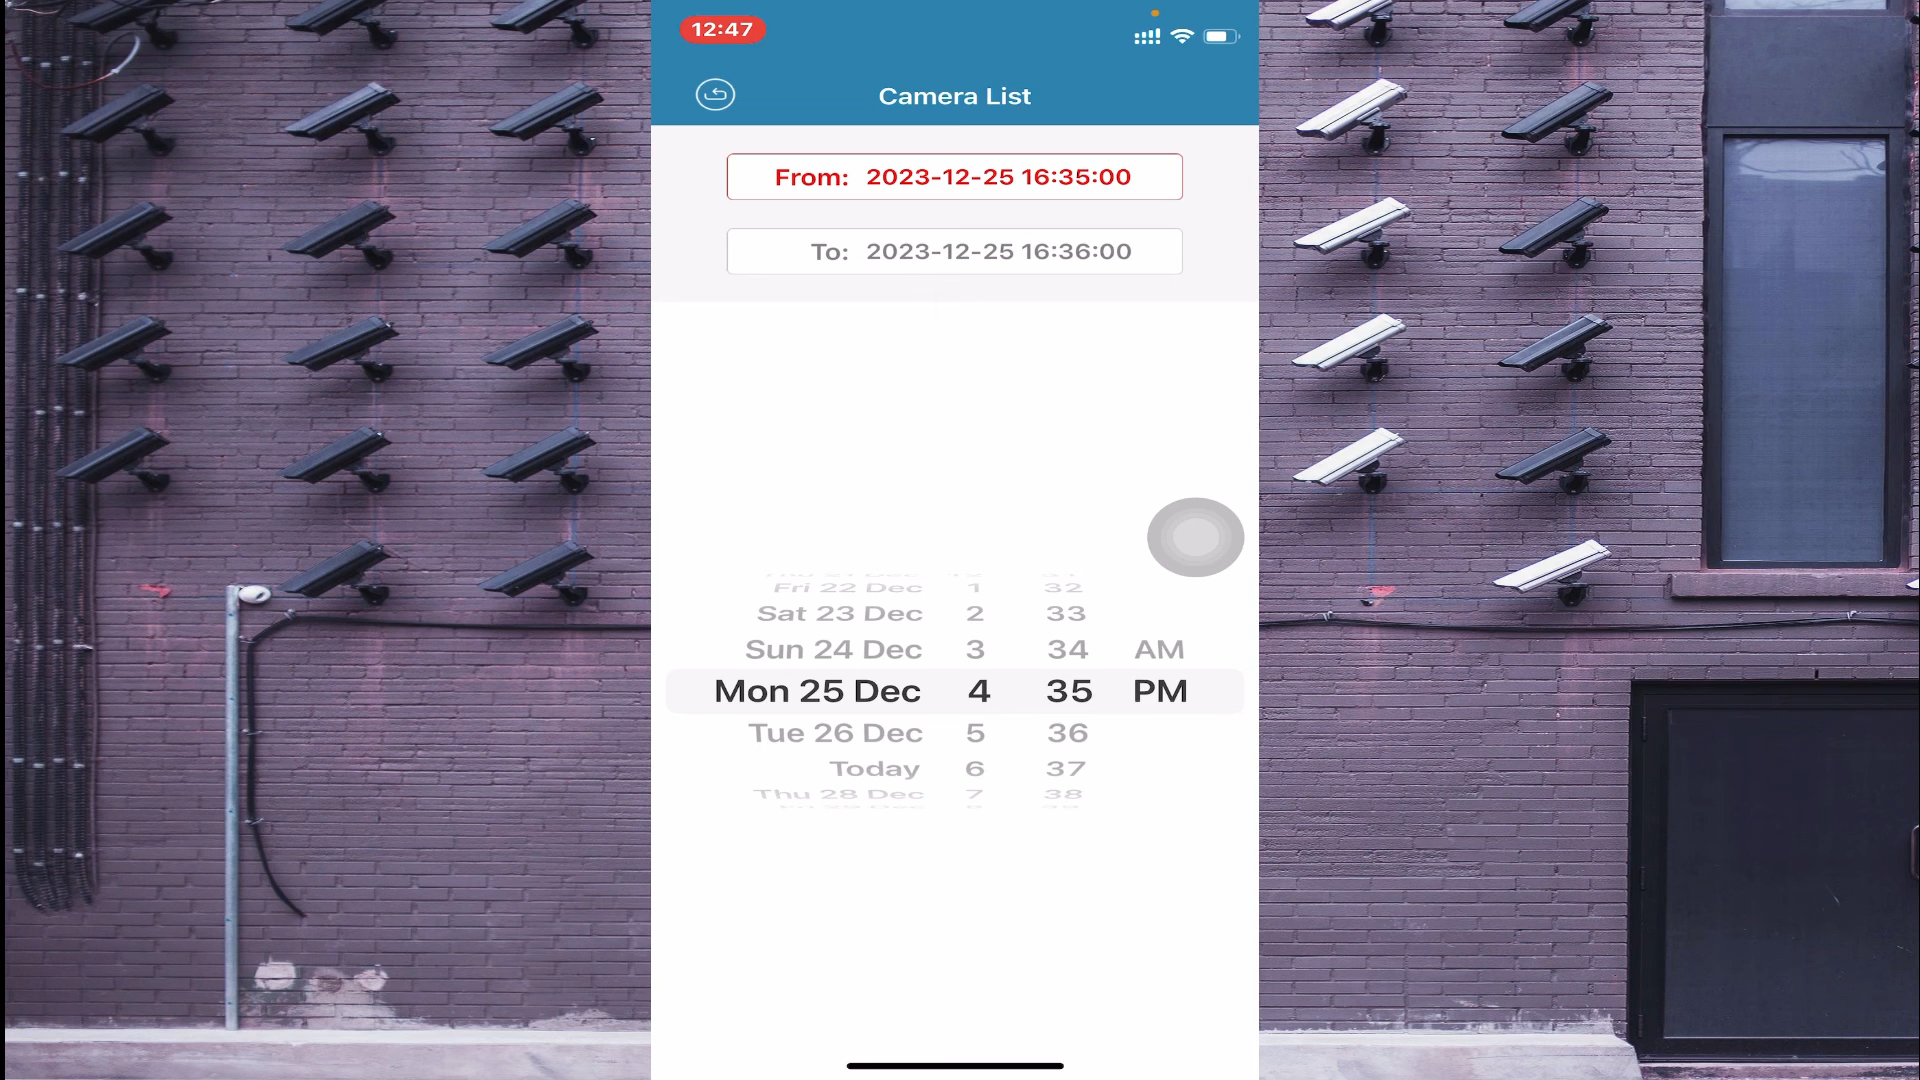 12:47
Camera List
From: 2023-12-25 16:35:00
To: 2023-12-25 16:36:00
Fri 22 Dec 1 32
Sat 23 Dec 2 33
Sun 24 Dec 3 34 AM
Mon 25 Dec 4 35 PM
Tue 26 Dec 5 36
Today 6 37
Thu 28 Dec 7 38